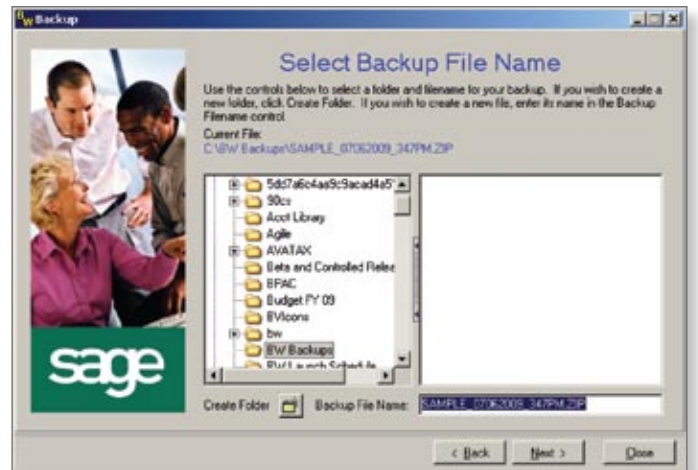 BW Backup
Select Backup File Name
Use the controls below to select a folder and filename for your backup. If you wish to create a
new folder, click Create Folder. If you wish to create a new file, enter its name in the Backup
Filename control.
Current File:
C:\BW Backups\SAMPLE_07062009_347PM.ZIP
90cs
Acct Library
Agile
AVATAX
Beta and Controlled Relea
BPAC
Budget FY 09
BVIcons
bw
BW Backups
BW Launch Schedule
sage
Create Folder
Backup File Name:
SAMPLE_07062009_347PM.ZIP
< Back
Next >
Close